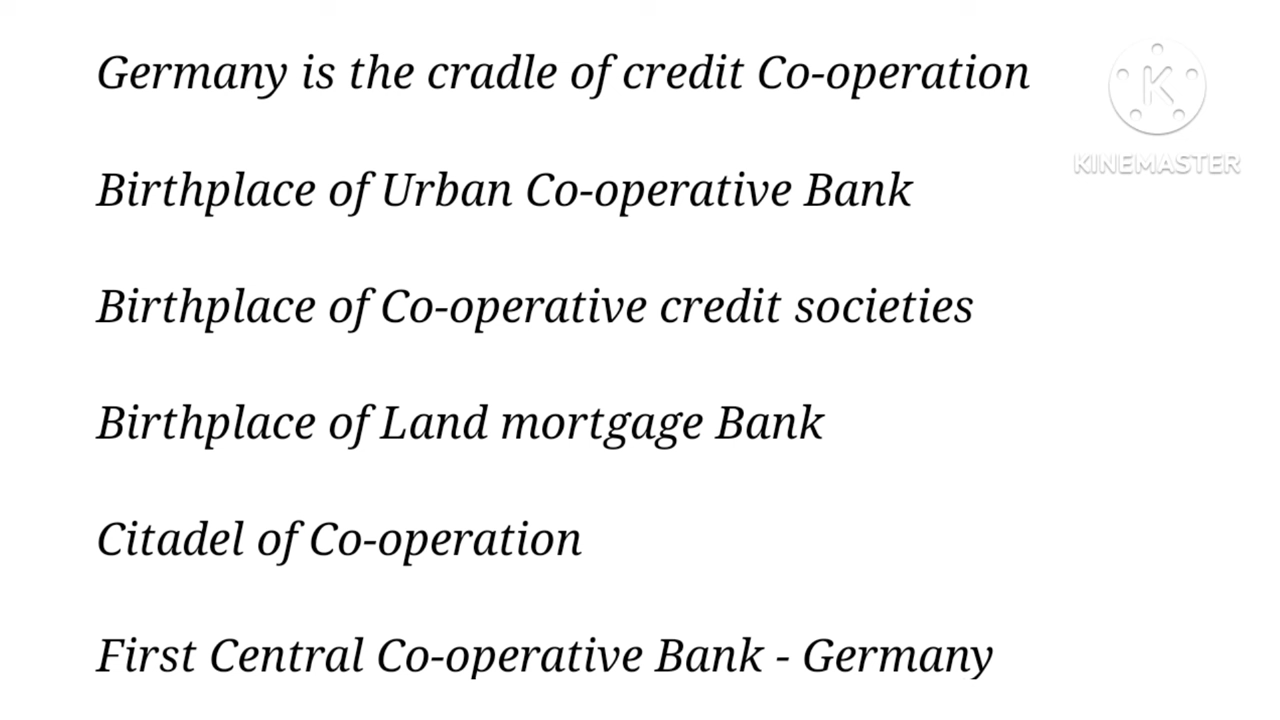 Germany is the cradle of credit Co-operation
K
KINEMASTER
Birthplace of Urban Co-operative Bank
Birthplace of Co-operative credit societies
Birthplace of Land mortgage Bank
Citadel of Co-operation
First Central Co-operative Bank - Germany